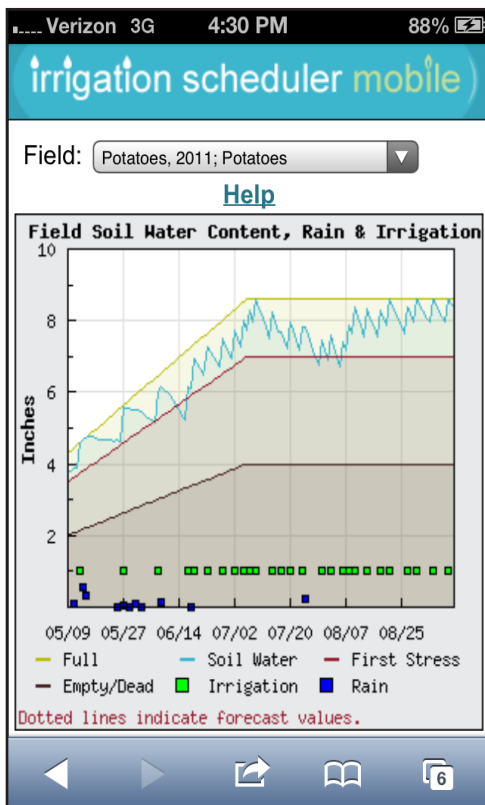 Verizon 3G 4:30 PM 88%
irrigation scheduler mobile
Field: Potatoes, 2011; Potatoes
Help
Field Soil Water Content, Rain & Irrigation
10
8
6
4
2
Inches
05/09 05/27 06/14 07/02 07/20 08/07 08/25
Full Soil Water First Stress
Empty/Dead Irrigation Rain
Dotted lines indicate forecast values.
6